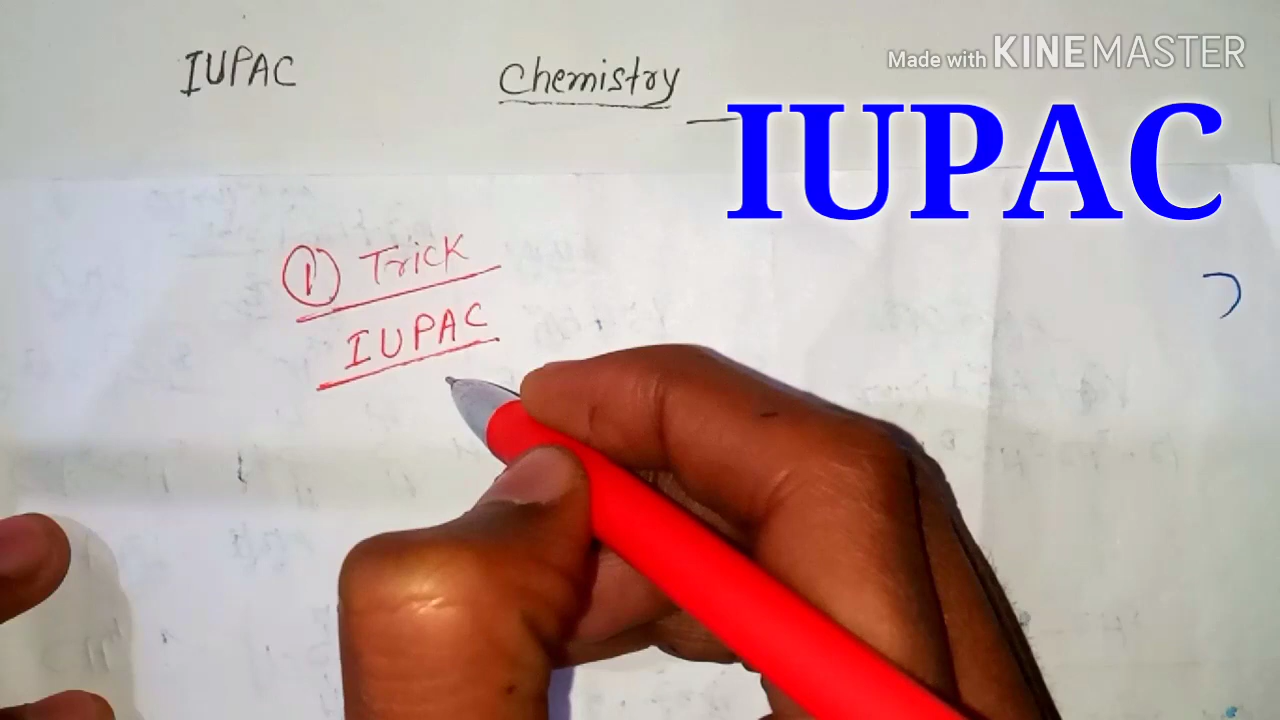 IUPAC Chemistry
Made with KINEMASTER
IUPAC
① Trick
IUPAC